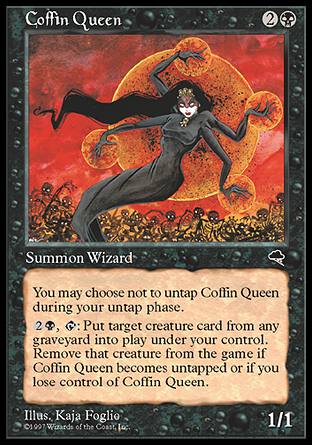 Coffin Queen 2
Summon Wizard
You may choose not to untap Coffin Queen
during your untap phase.
2, : Put target creature card from any
graveyard into play under your control.
Remove that creature from the game if
Coffin Queen becomes untapped or if you
lose control of Coffin Queen.
Illus. Kaja Foglio
©1997 Wizards of the Coast, Inc. 1/1